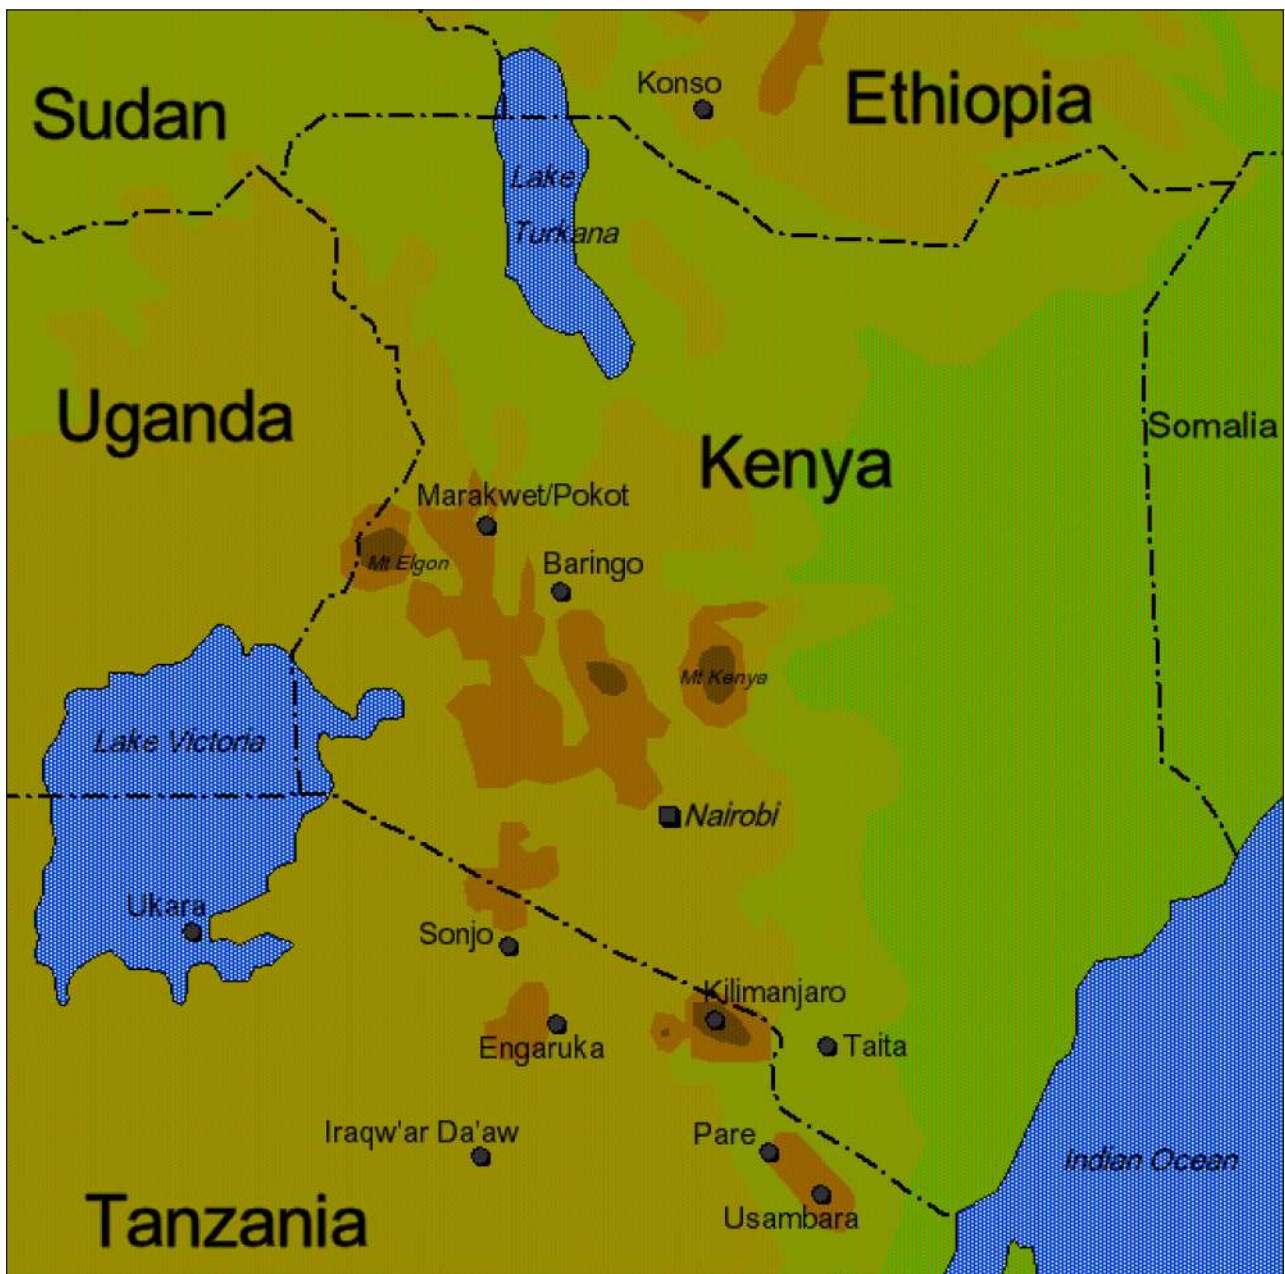 Konso
Ethiopia
Sudan
Lake
Turkana
Uganda
Somalia
Kenya
Marakwet/Pokot
Mt Elgon
Baringo
Mt Kenya
Lake Victoria
Nairobi
Ukara
Sonjo
Kilimanjaro
Engaruka
Taita
Iraqw'ar Da'aw
Pare
Indian Ocean
Tanzania
Usambara